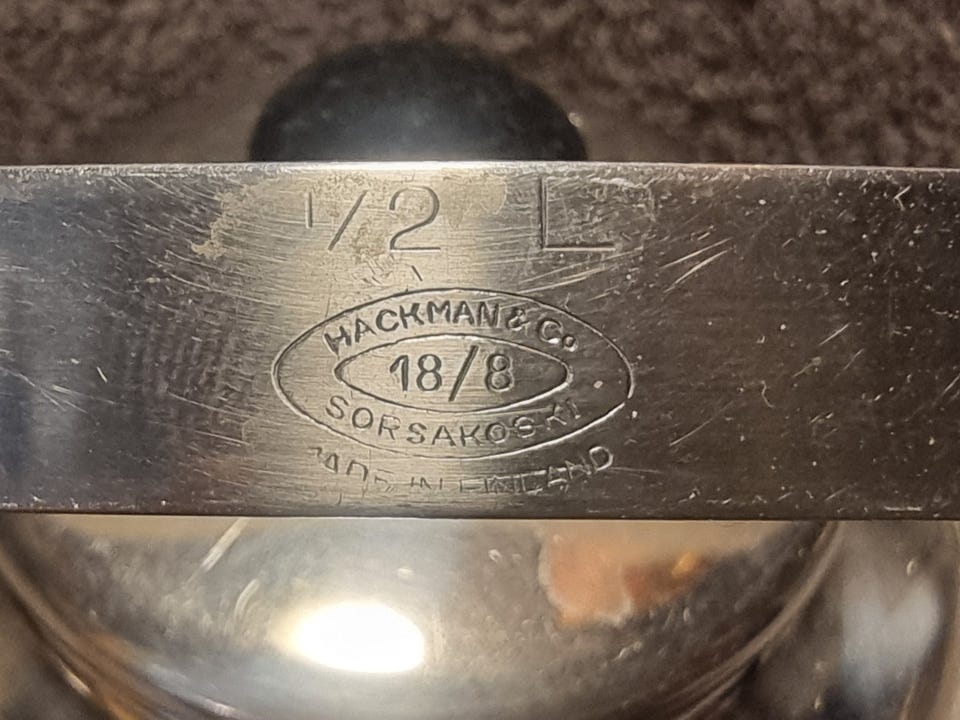 1/2 L
HACKMAN & Co.
18/8
SORSAKOSKI
MADE IN FINLAND